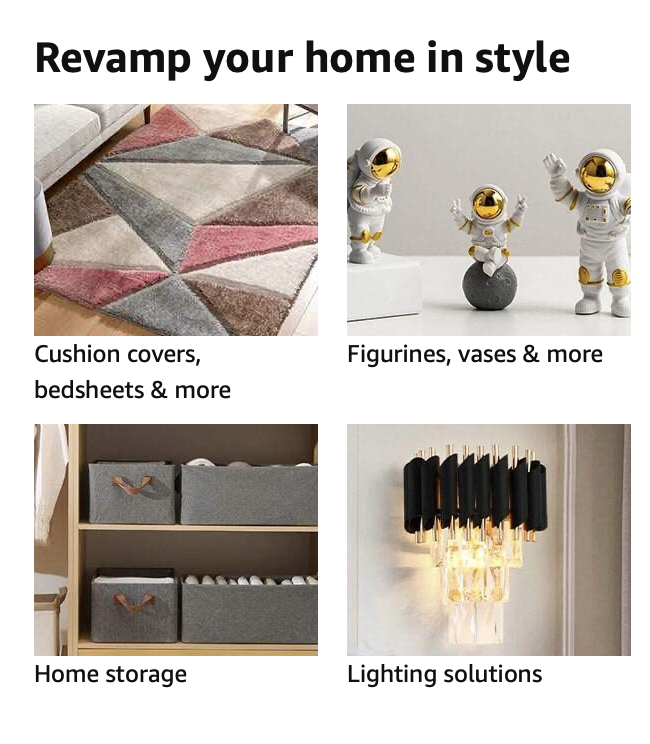 Revamp your home in style
Cushion covers,
bedsheets & more
Figurines, vases & more
Home storage
Lighting solutions